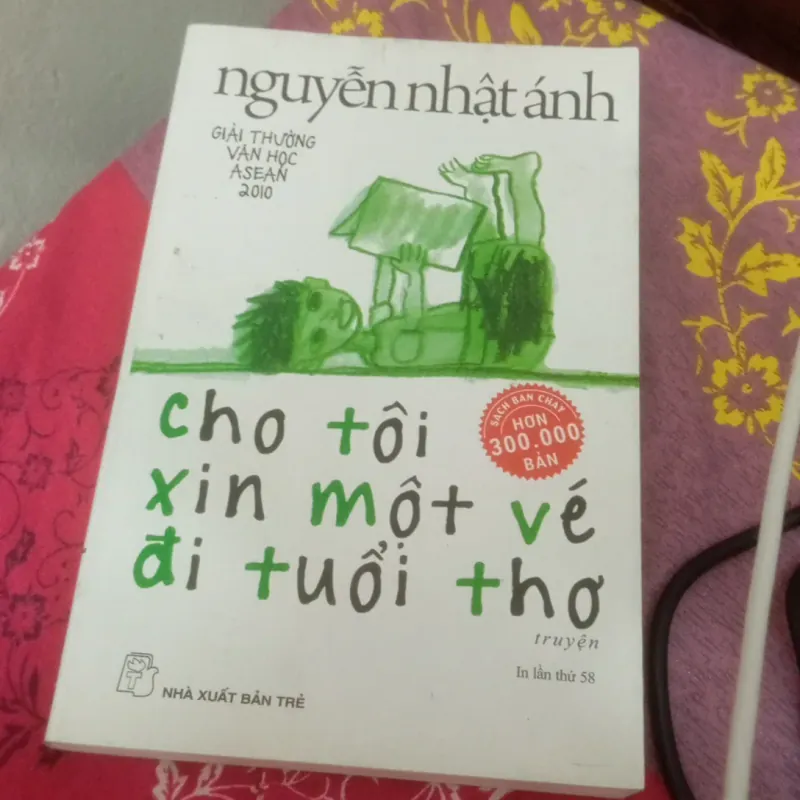 nguyễn nhật ánh
GIẢI THƯỞNG
VĂN HỌC
ASEAN
2010
cho tôi
SÁCH BÁN CHẠY
HƠN
300.000
BẢN
xin một vé
đi tuổi thơ
truyện
In lần thứ 58
T
NHÀ XUẤT BẢN TRẺ